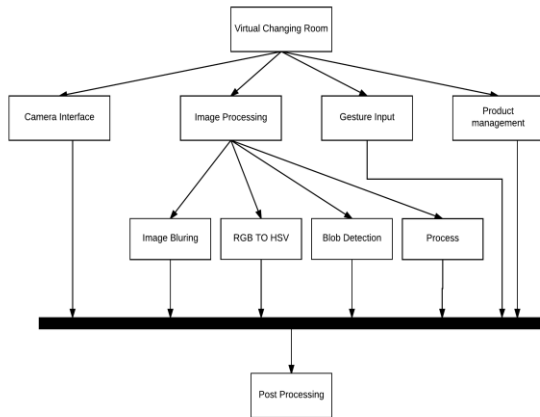 Virtual Changing Room
Camera Interface
Image Processing
Gesture Input
Product
management
Image Bluring
RGB TO HSV
Blob Detection
Process
Post Processing